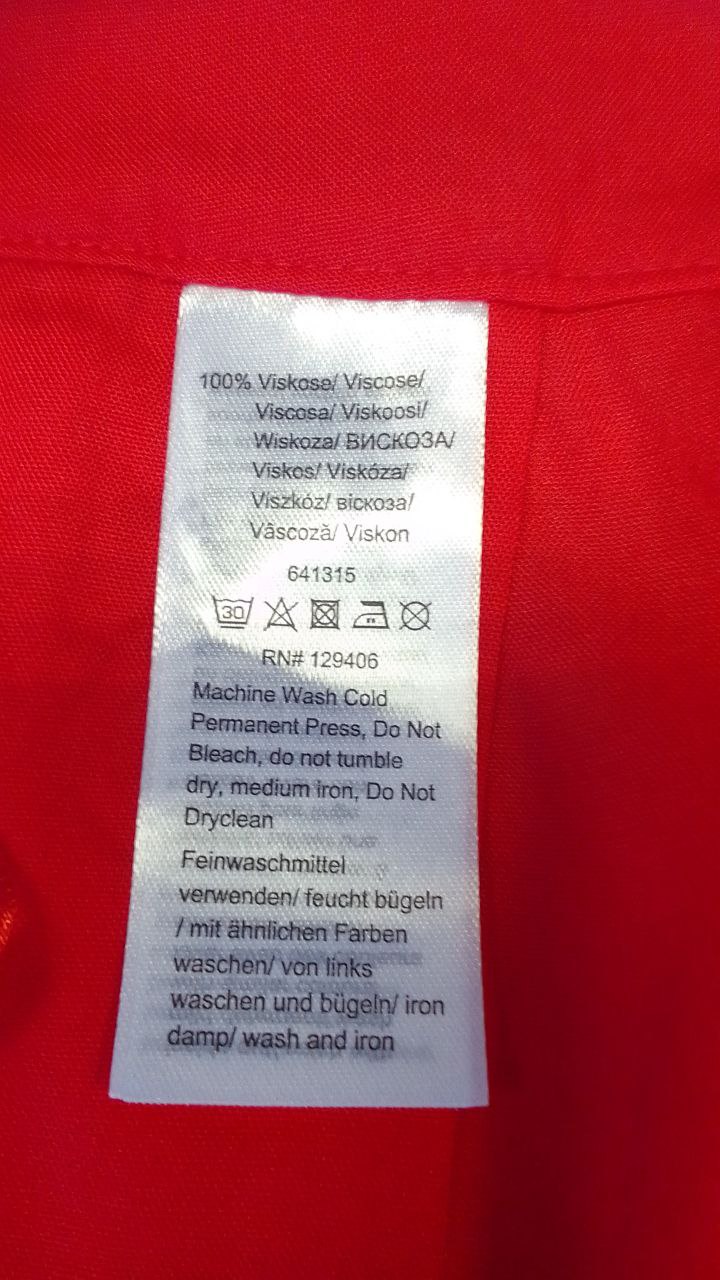 100% Viskose/ Viscose/
Viscosa/ Viskoosi/
Wiskoza/ ВИСКОЗА/
Viskos/ Viskóza/
Viszkóz/ віскоза/
Vâscoză/ Viskon
641315
30
RN# 129406
Machine Wash Cold
Permanent Press, Do Not
Bleach, do not tumble
dry, medium iron, Do Not
Dryclean
Feinwaschmittel
verwenden/ feucht bügeln
/ mit ähnlichen Farben
waschen/ von links
waschen und bügeln/ iron
damp/ wash and iron